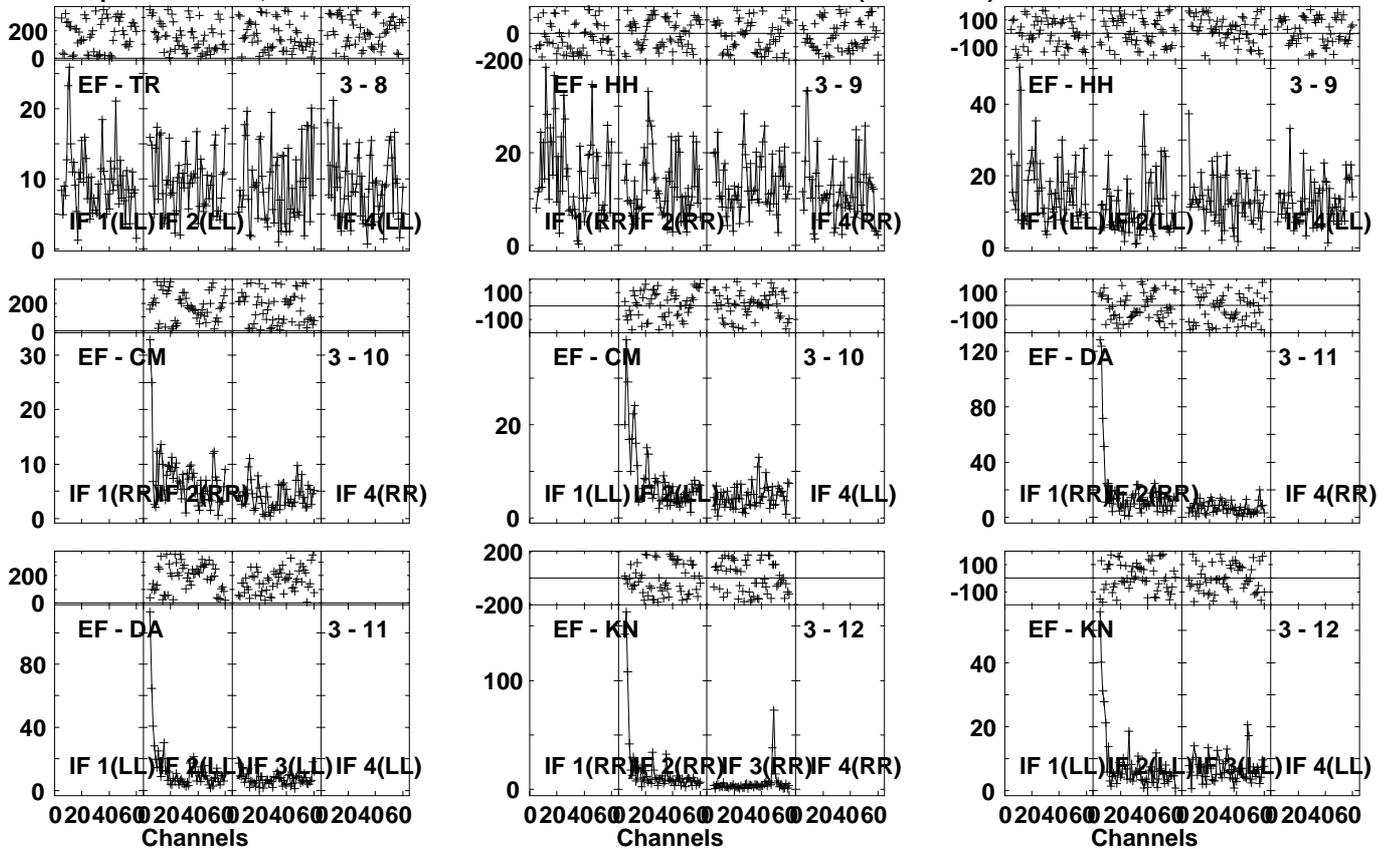 200
0
0
-200
100
-100
EF - TR 3 - 8
20
10
0
IF 1(LL) IF 2(LL) IF 4(LL)
EF - HH 3 - 9
20
0
IF 1(RR) IF 2(RR) IF 4(RR)
EF - HH 3 - 9
40
20
0
IF 1(LL) IF 2(LL) IF 4(LL)
200
0
100
-100
100
-100
EF - CM 3 - 10
30
20
10
0
IF 1(RR) IF 2(RR) IF 4(RR)
EF - CM 3 - 10
20
0
IF 1(LL) IF 2(LL) IF 4(LL)
EF - DA 3 - 11
120
80
40
0
IF 1(RR) IF 2(RR) IF 4(RR)
200
0
200
-200
100
-100
EF - DA 3 - 11
80
40
0
IF 1(LL) IF 2(LL) IF 3(LL) IF 4(LL)
0 20 40 60 0 20 40 60 0 20 40 60 0 20 40 60
Channels
EF - KN 3 - 12
100
0
IF 1(RR) IF 2(RR) IF 3(RR) IF 4(RR)
0 20 40 60 0 20 40 60 0 20 40 60 0 20 40 60
Channels
EF - KN 3 - 12
40
20
0
IF 1(LL) IF 2(LL) IF 3(LL) IF 4(LL)
0 20 40 60 0 20 40 60 0 20 40 60 0 20 40 60
Channels